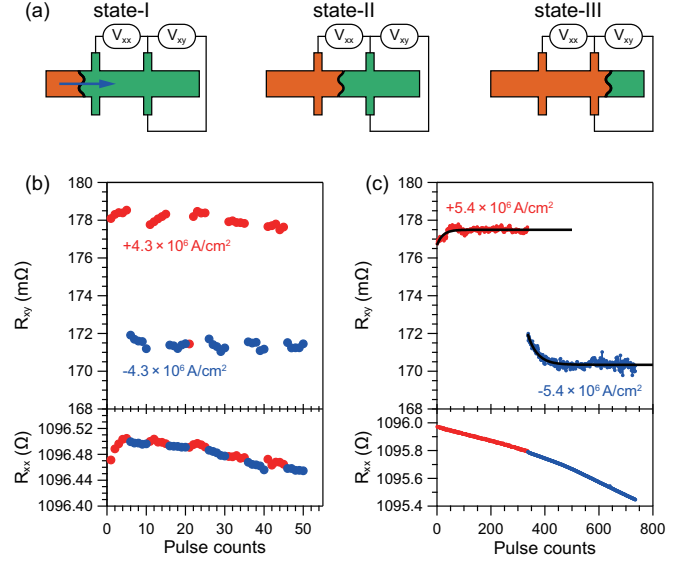 (a)
state-I
state-II
state-III
Vxx
Vxy
Vxx
Vxy
Vxx
Vxy
(b)
180
178
176
174
172
170
168
Rxy (mΩ)
+4.3 × 10⁶ A/cm²
-4.3 × 10⁶ A/cm²
1096.52
1096.48
1096.44
1096.40
Rxx (Ω)
0
10
20
30
40
50
Pulse counts
(c)
180
178
176
174
172
170
168
Rxy (mΩ)
+5.4 × 10⁶ A/cm²
-5.4 × 10⁶ A/cm²
1096.0
1095.8
1095.6
1095.4
Rxx (Ω)
0
200
400
600
800
Pulse counts